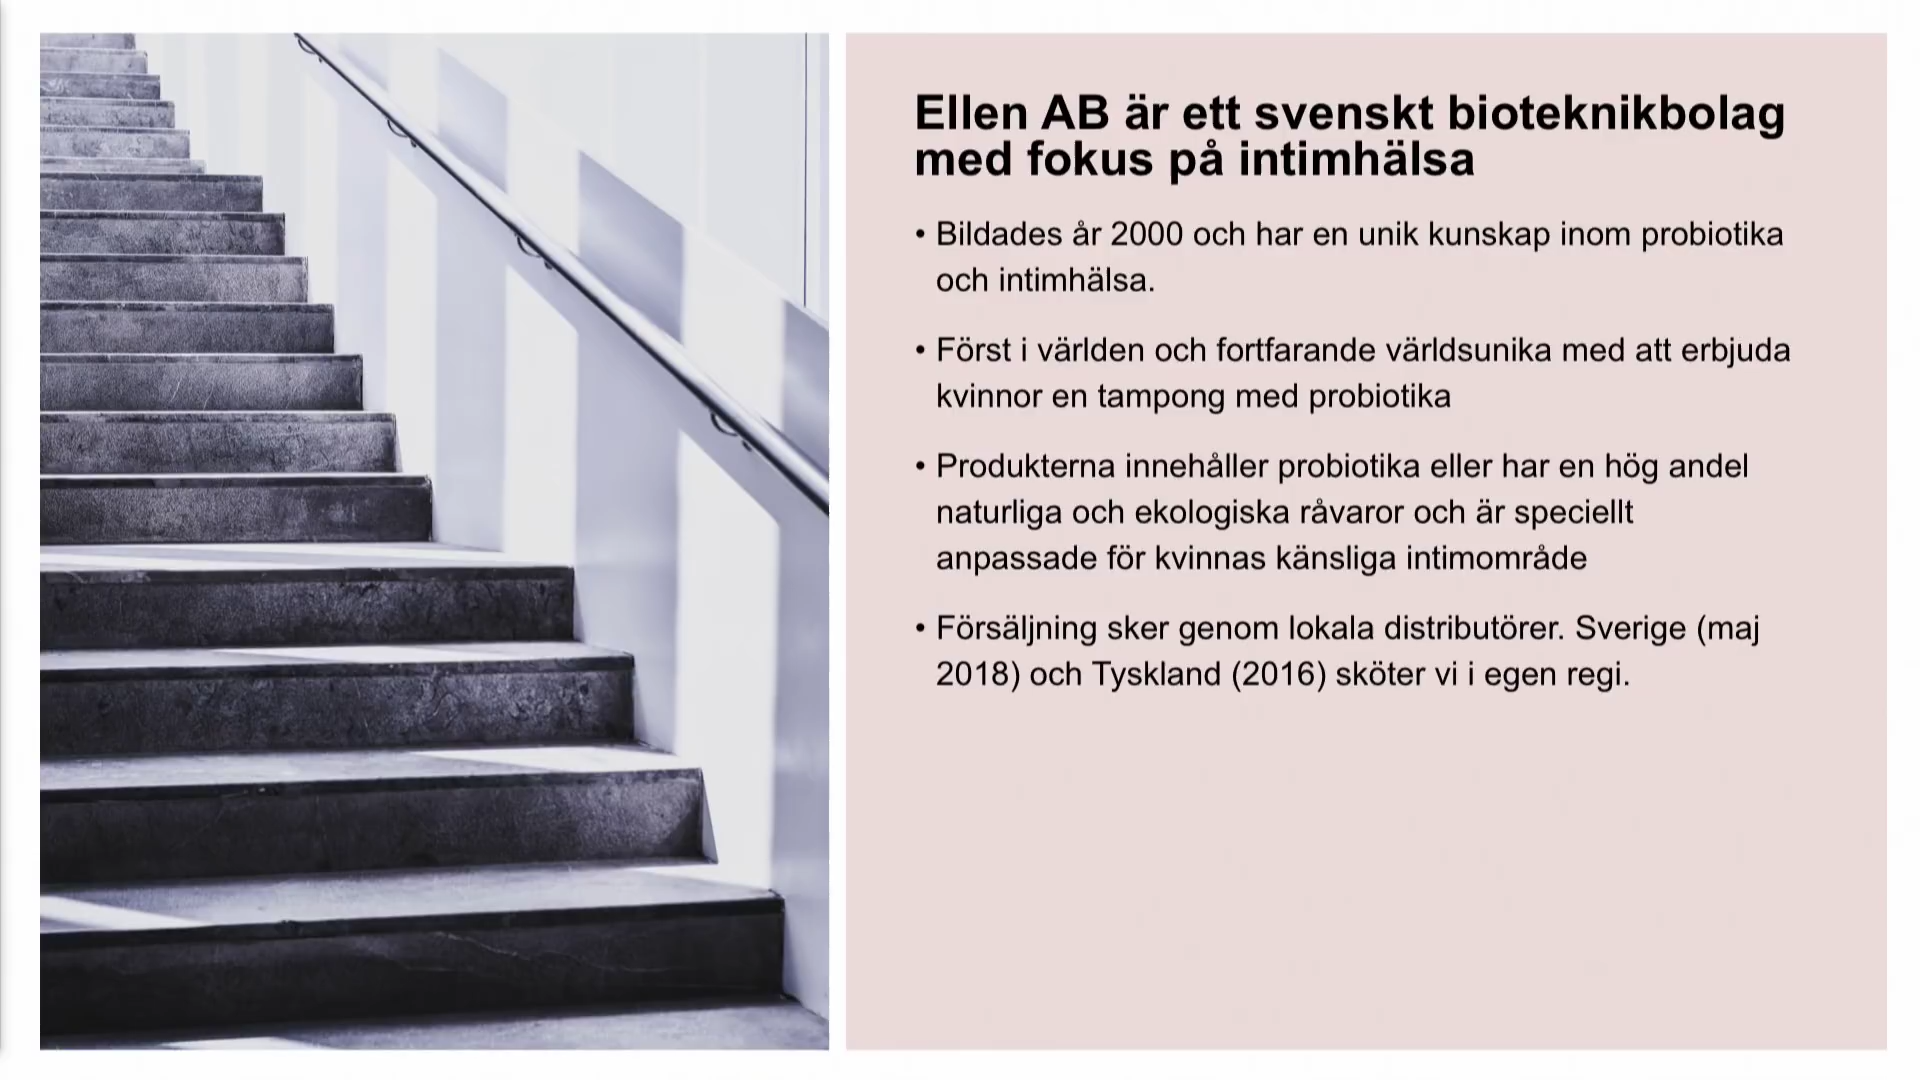 Ellen AB är ett svenskt bioteknikbolag
med fokus på intimhälsa
• Bildades år 2000 och har en unik kunskap inom probiotika
och intimhälsa.
• Först i världen och fortfarande världsunika med att erbjuda
kvinnor en tampong med probiotika
• Produkterna innehåller probiotika eller har en hög andel
naturliga och ekologiska råvaror och är speciellt
anpassade för kvinnas känsliga intimområde
• Försäljning sker genom lokala distributörer. Sverige (maj
2018) och Tyskland (2016) sköter vi i egen regi.